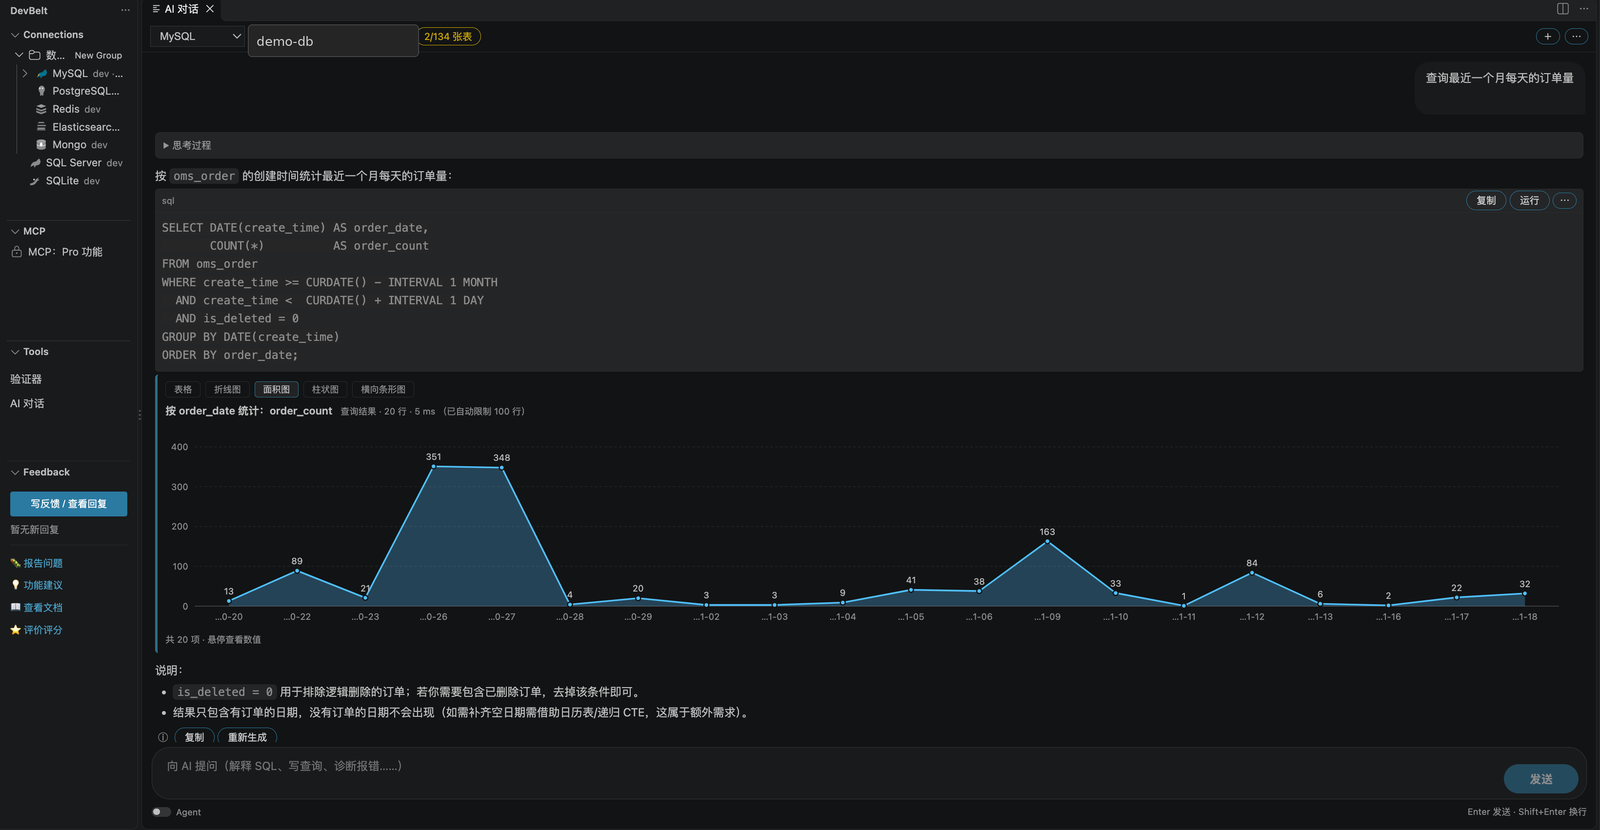 DevBelt
Connections
数... New Group
MySQL dev ·...
PostgreSQL...
Redis dev
Elasticsearc...
Mongo dev
SQL Server dev
SQLite dev
MCP
MCP：Pro 功能
Tools
验证器
AI 对话
Feedback
写反馈 / 查看回复
暂无新回复
报告问题
功能建议
查看文档
评价评分
AI 对话
MySQL
demo-db
2/134 张表
查询最近一个月每天的订单量
思考过程
按 oms_order 的创建时间统计最近一个月每天的订单量：
sql
复制 运行 ...
SELECT DATE(create_time) AS order_date,
COUNT(*) AS order_count
FROM oms_order
WHERE create_time >= CURDATE() - INTERVAL 1 MONTH
AND create_time < CURDATE() + INTERVAL 1 DAY
AND is_deleted = 0
GROUP BY DATE(create_time)
ORDER BY order_date;
表格 折线图 面积图 柱状图 横向条形图
按 order_date 统计：order_count 查询结果 · 20 行 · 5 ms （已自动限制 100 行）
400
300
200
100
0
13 89 21 351 348 4 20 3 3 9 41 38 163 33 1 84 6 2 22 32
...0-20 ...0-22 ...0-23 ...0-26 ...0-27 ...0-28 ...0-29 ...1-02 ...1-03 ...1-04 ...1-05 ...1-06 ...1-09 ...1-10 ...1-11 ...1-12 ...1-13 ...1-16 ...1-17 ...1-18
共 20 项 · 悬停查看数值
说明：
• is_deleted = 0 用于排除逻辑删除的订单；若你需要包含已删除订单，去掉该条件即可。
• 结果只包含有订单的日期，没有订单的日期不会出现（如需补齐空日期需借助日历表/递归 CTE，这属于额外需求）。
复制 重新生成
向 AI 提问（解释 SQL、写查询、诊断报错……）
发送
Agent
Enter 发送 · Shift+Enter 换行